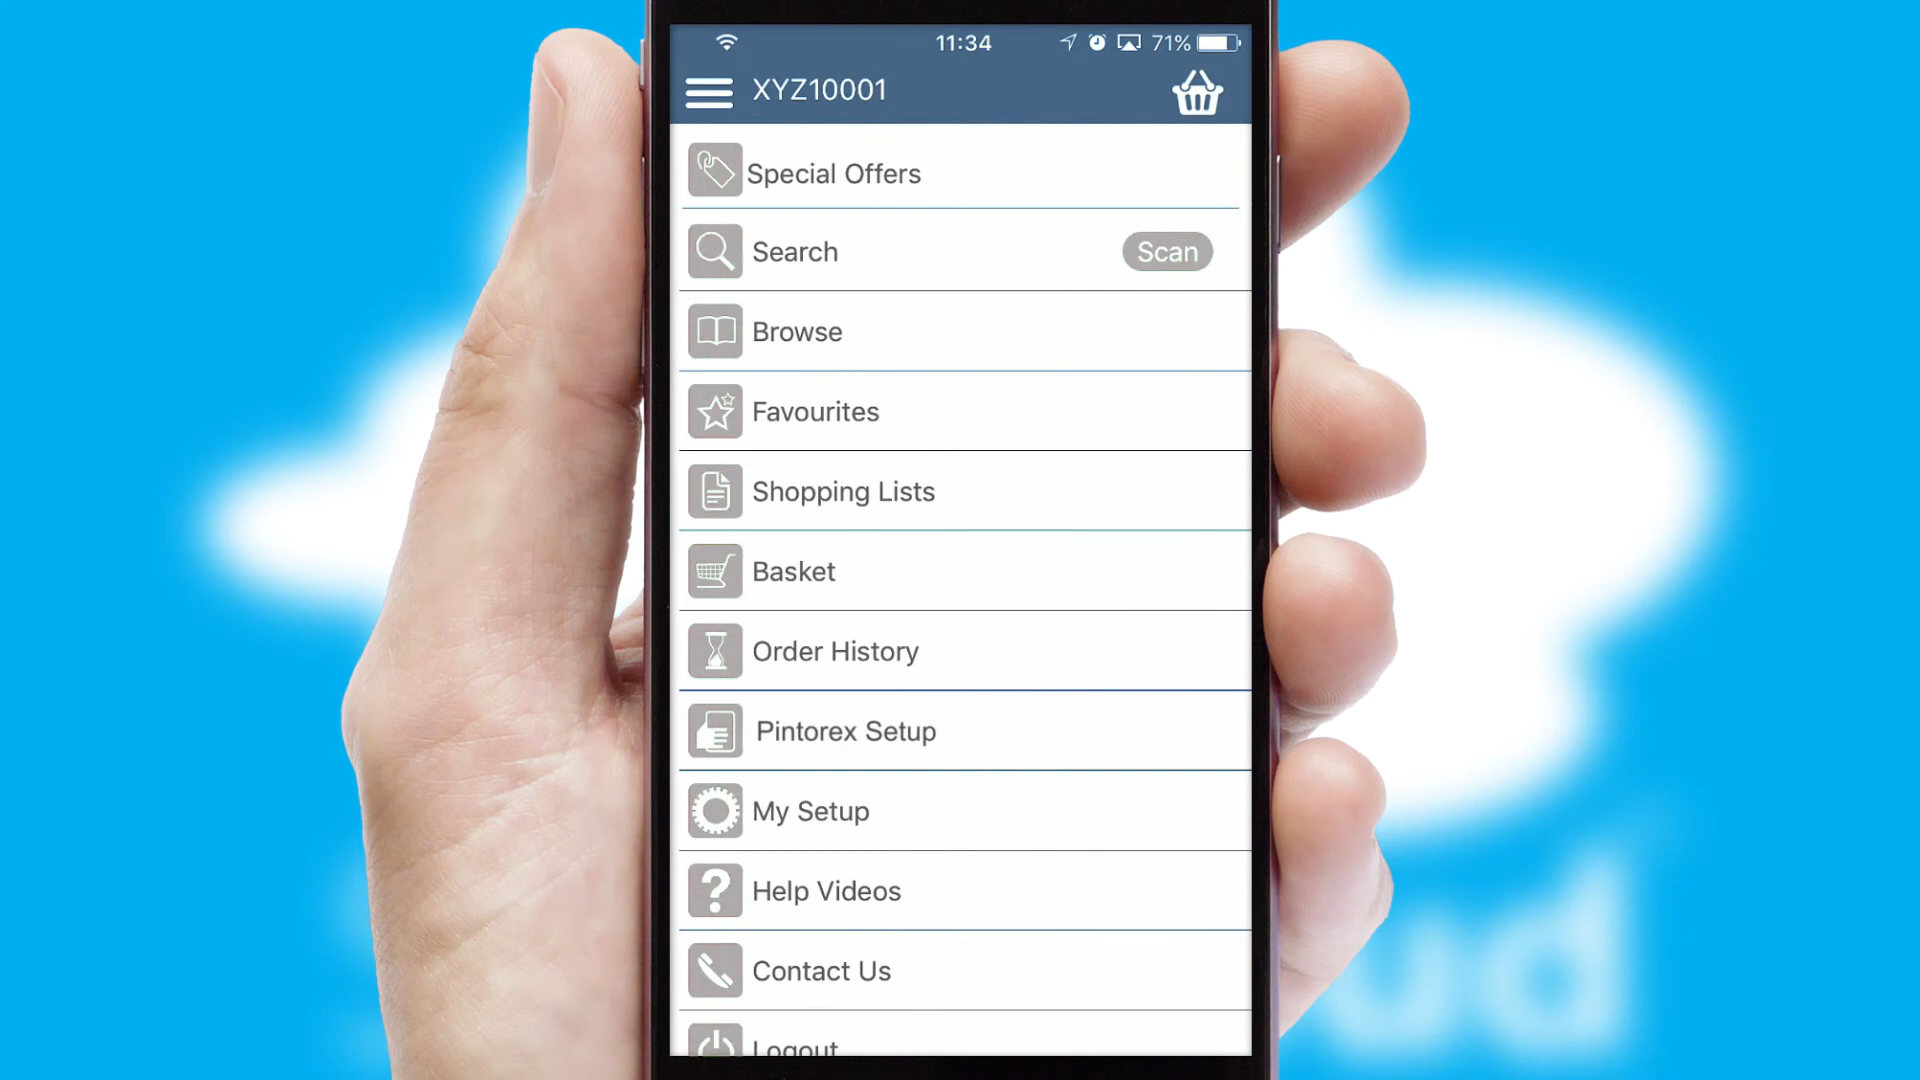 11:34
71%
XYZ10001
Special Offers
Search
Scan
Browse
Favourites
Shopping Lists
Basket
Order History
Pintorex Setup
My Setup
Help Videos
Contact Us
Logout
ud